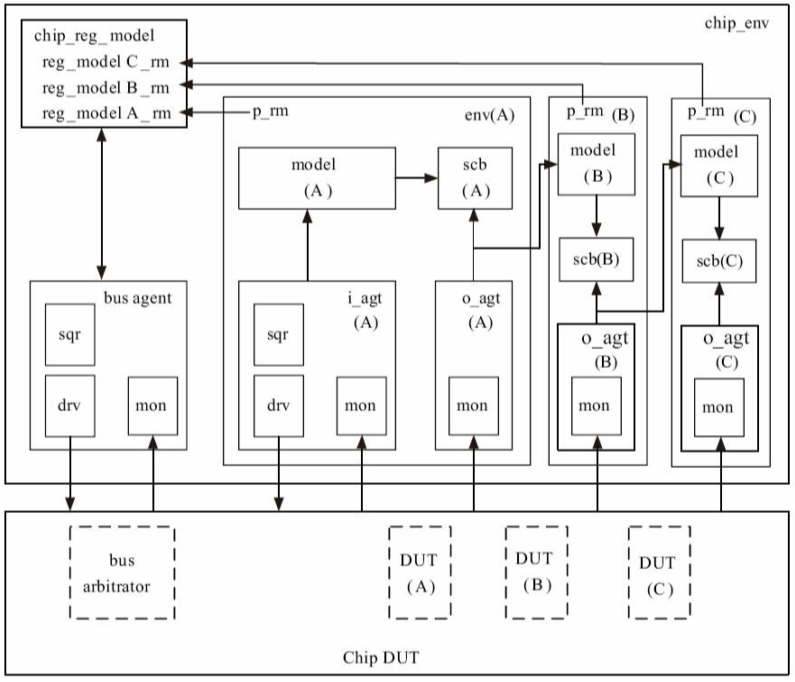 chip_env
chip_reg_model
reg_model C_rm
reg_model B_rm
reg_model A_rm
p_rm
env(A)
p_rm (B)
p_rm (C)
model
(A)
scb
(A)
model
(B)
model
(C)
scb(B)
scb(C)
bus agent
sqr
drv
mon
i_agt
(A)
sqr
drv
mon
o_agt
(A)
mon
o_agt
(B)
mon
o_agt
(C)
mon
bus
arbitrator
DUT
(A)
DUT
(B)
DUT
(C)
Chip DUT